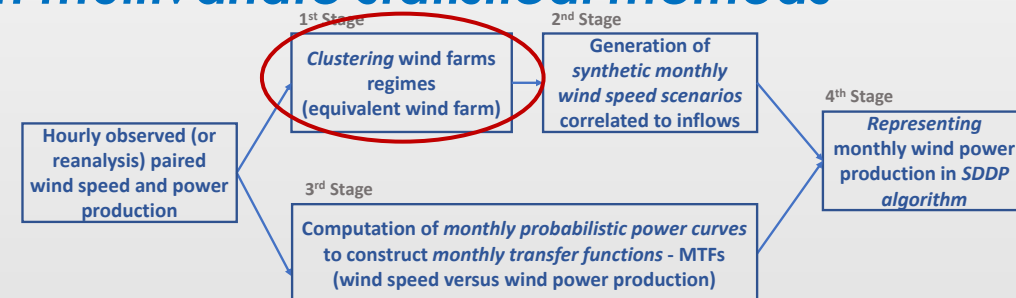 1st Stage
Clustering wind farms
regimes
(equivalent wind farm)
2nd Stage
Generation of
synthetic monthly
wind speed scenarios
correlated to inflows
Hourly observed (or
reanalysis) paired
wind speed and power
production
3rd Stage
Computation of monthly probabilistic power curves
to construct monthly transfer functions - MTFs
(wind speed versus wind power production)
4th Stage
Representing
monthly wind power
production in SDDP
algorithm